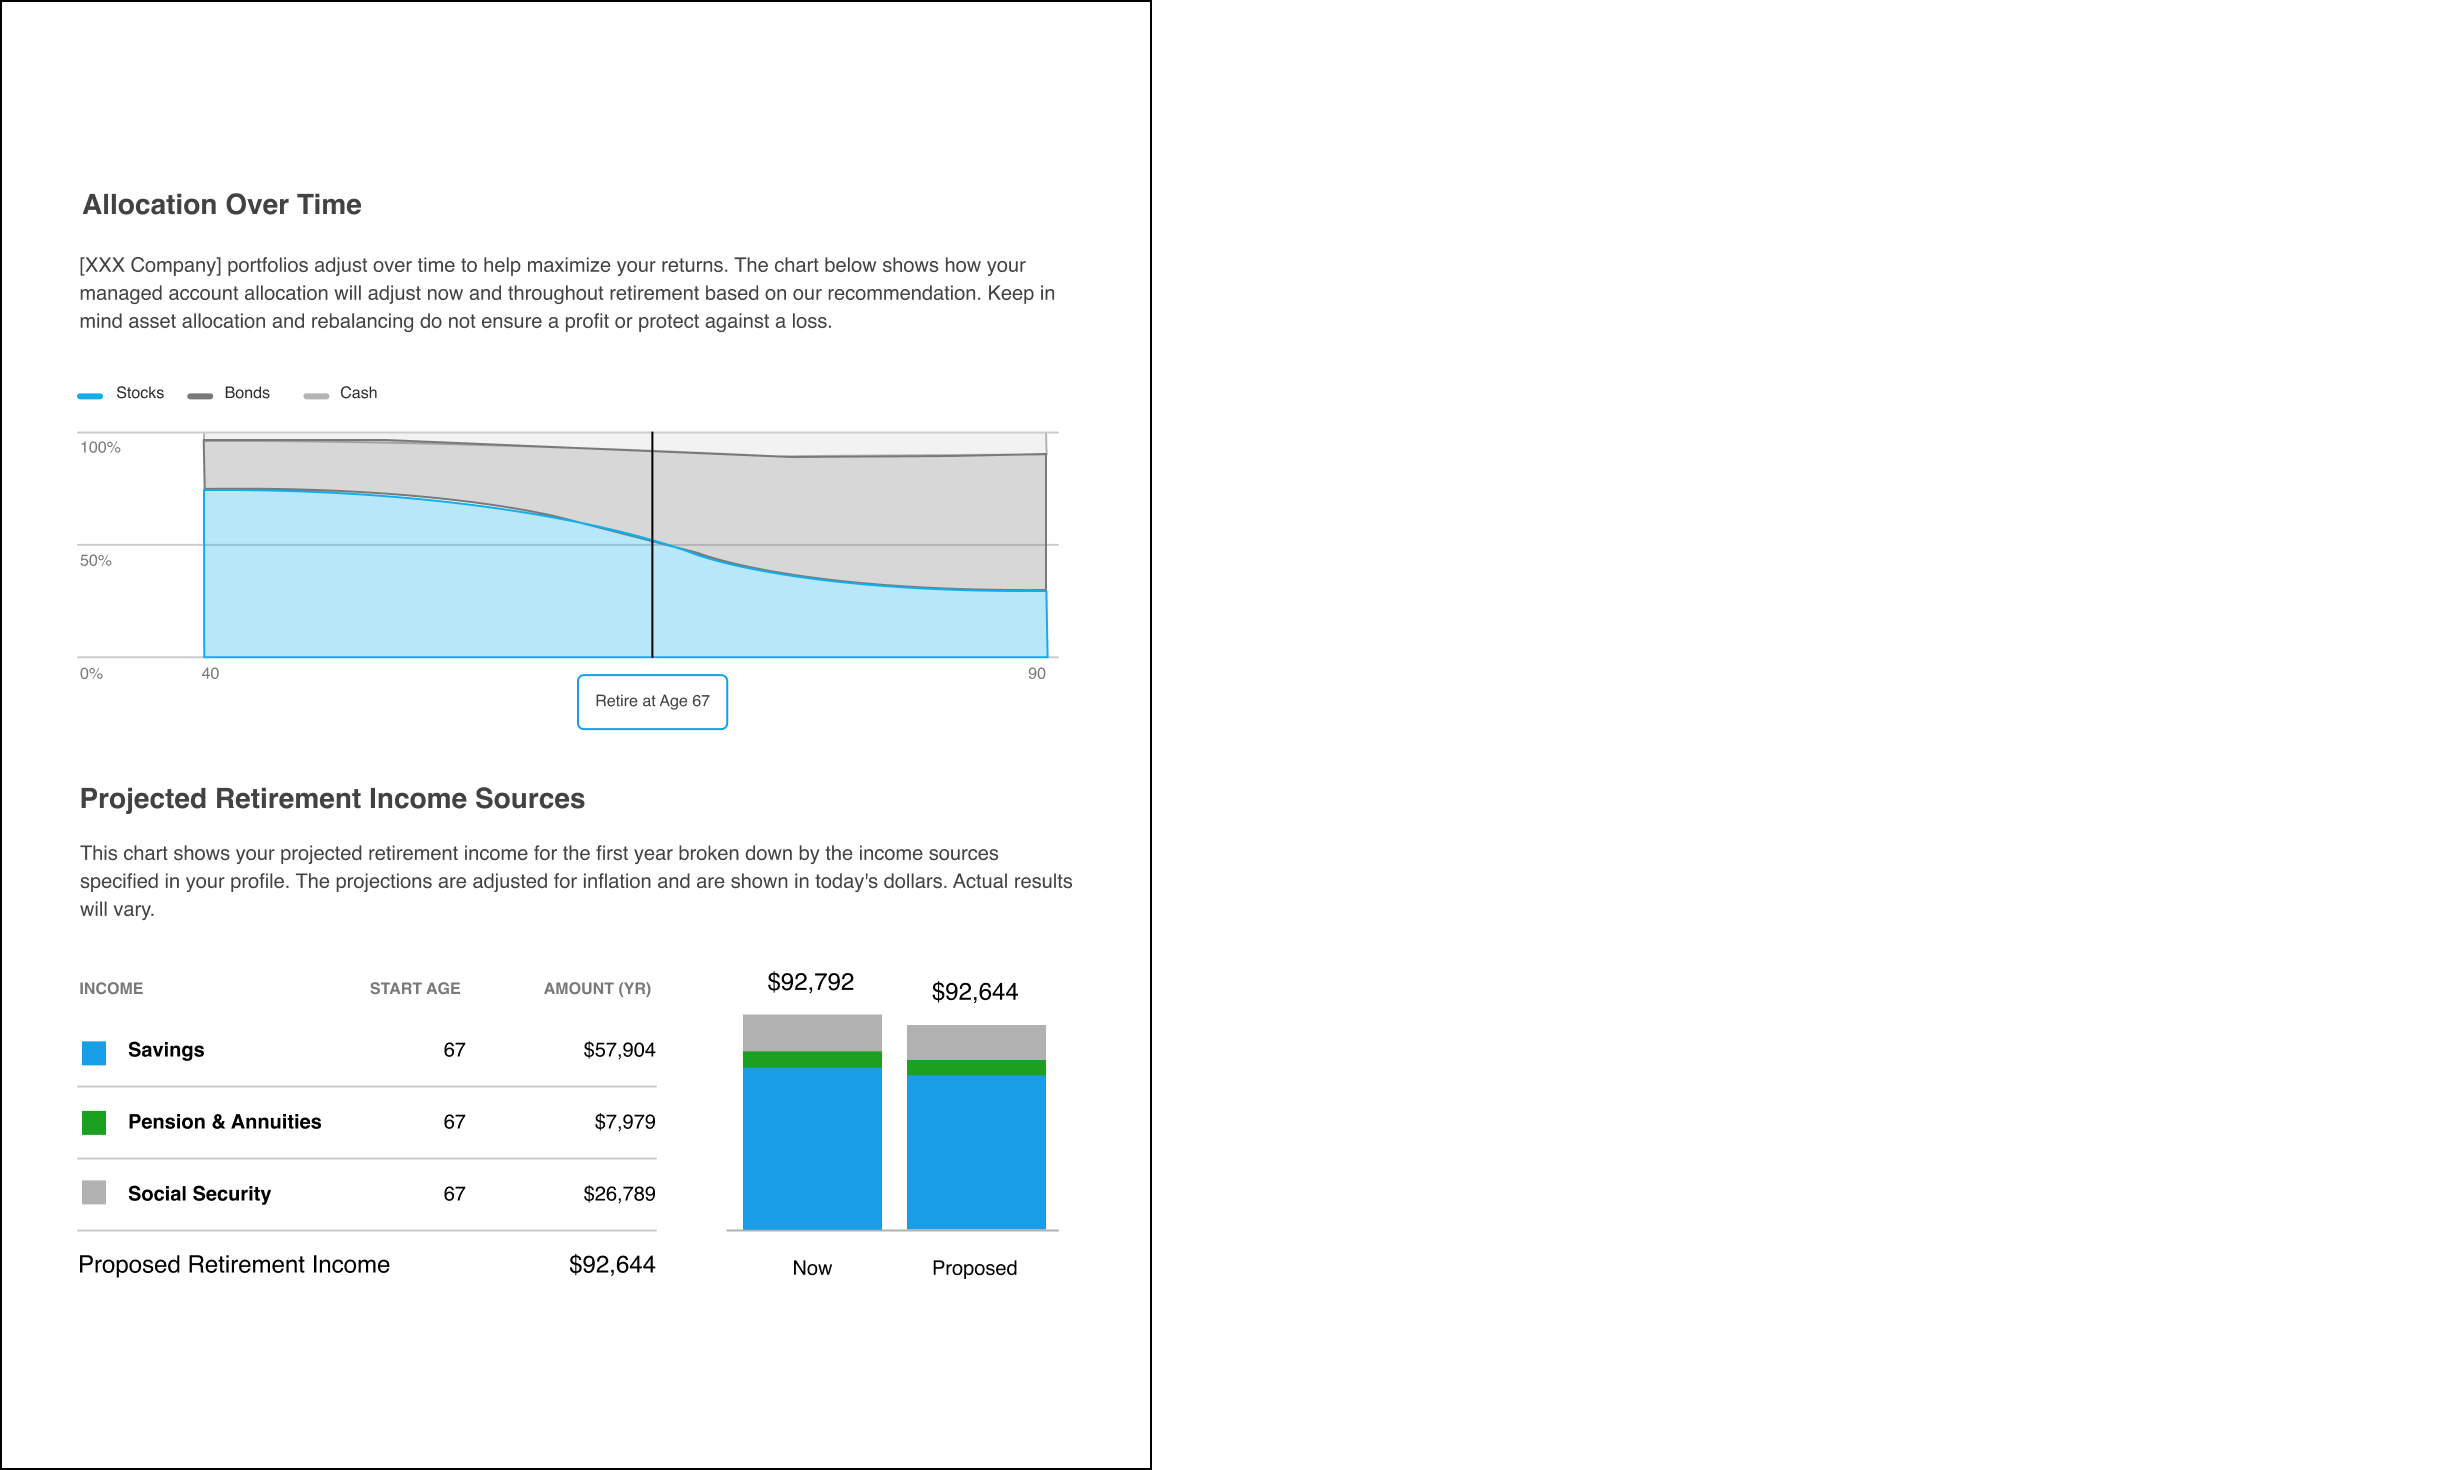 Allocation Over Time
[XXX Company] portfolios adjust over time to help maximize your returns. The chart below shows how your
managed account allocation will adjust now and throughout retirement based on our recommendation. Keep in
mind asset allocation and rebalancing do not ensure a profit or protect against a loss.
Stocks Bonds Cash
100%
50%
0% 40 90
Retire at Age 67
Projected Retirement Income Sources
This chart shows your projected retirement income for the first year broken down by the income sources
specified in your profile. The projections are adjusted for inflation and are shown in today's dollars. Actual results
will vary.
INCOME START AGE AMOUNT (YR)
Savings 67 $57,904
Pension & Annuities 67 $7,979
Social Security 67 $26,789
Proposed Retirement Income $92,644
$92,792 $92,644
Now Proposed